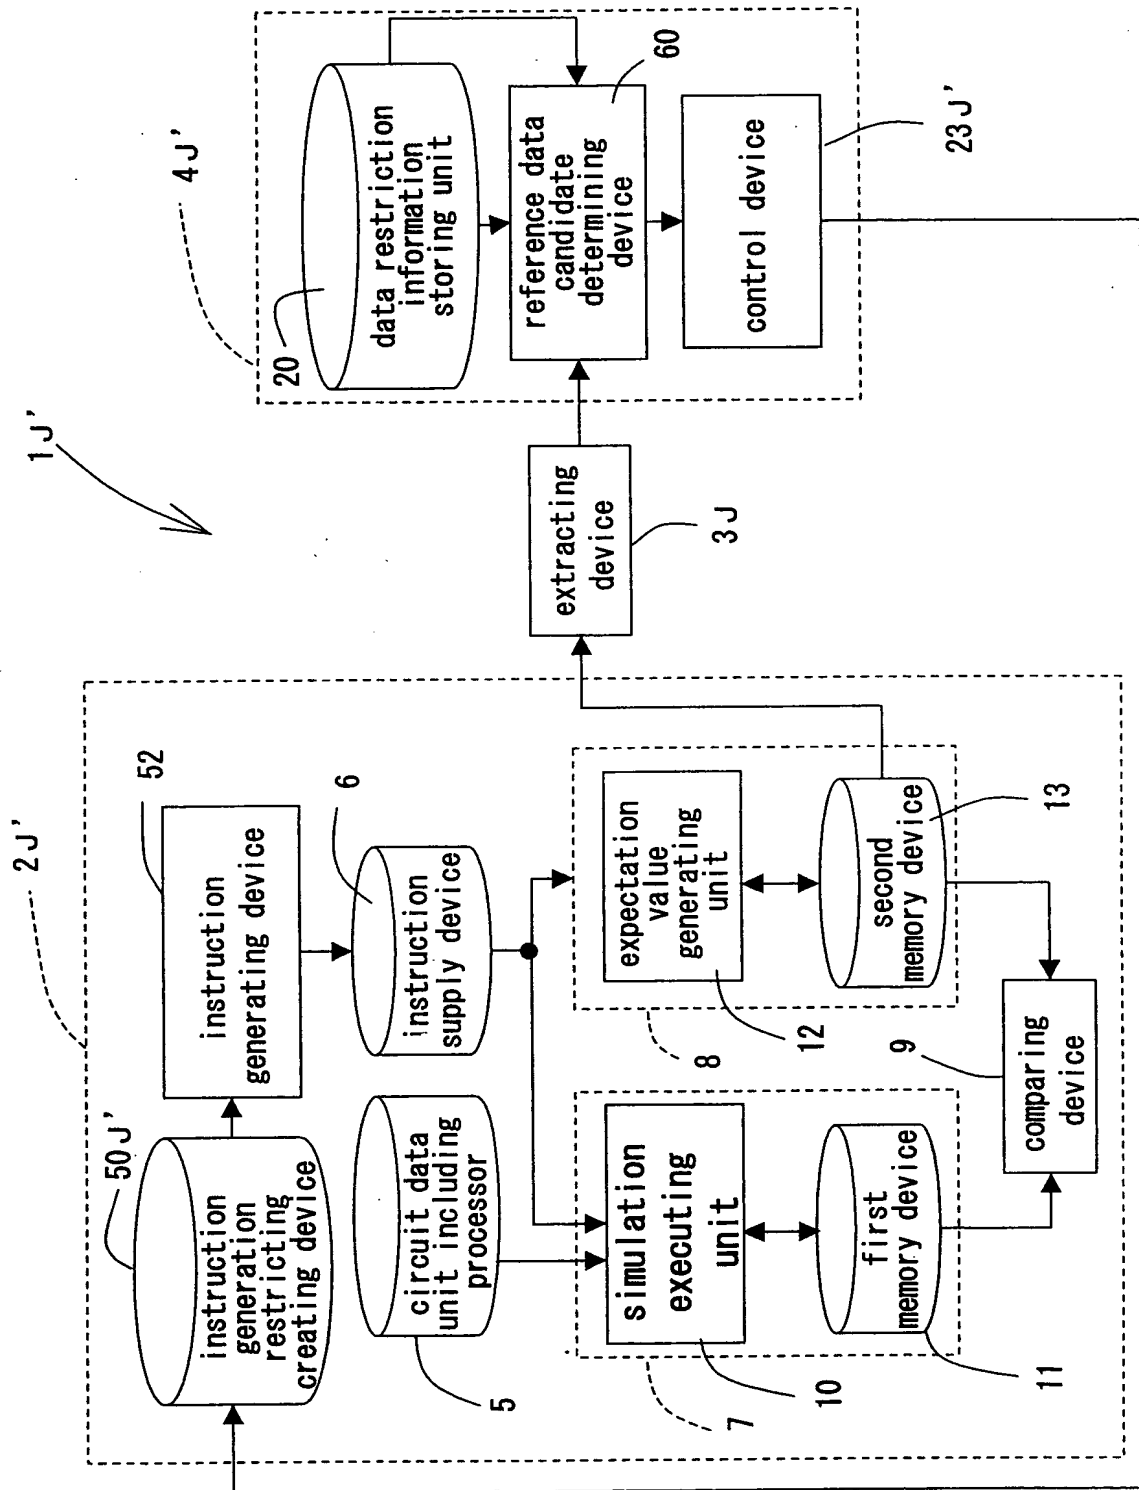 1J'
2J'
50J'
instruction
generation
restricting
creating device
52
instruction
generating device
5
circuit data
unit including
processor
6
instruction
supply device
7
10
simulation
executing
unit
11
first
memory device
8
12
expectation
value
generating
unit
13
second
memory device
9
comparing
device
3J
extracting
device
4J'
20
data restriction
information
storing unit
60
reference data
candidate
determining
device
23J'
control device